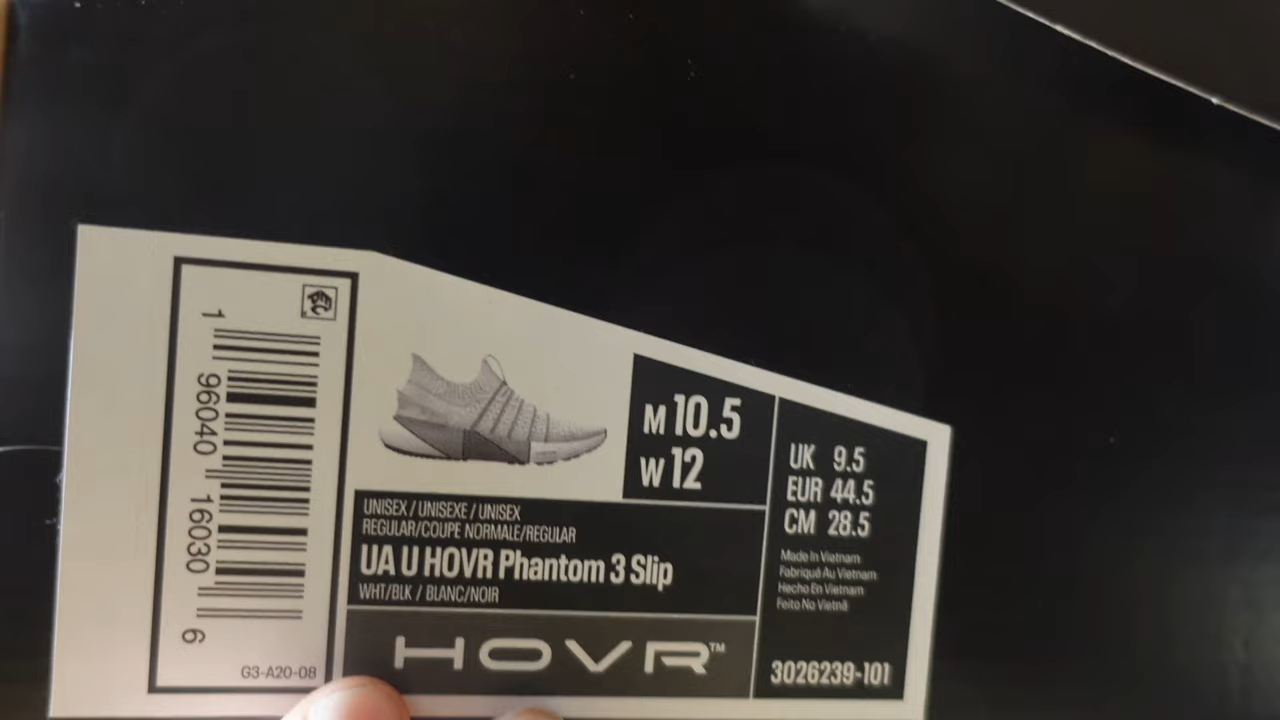 1 96040 16030 6
G3-A20-08
M 10.5
W 12
UNISEX / UNISEXE / UNISEX
REGULAR/COUPE NORMALE/REGULAR
UA U HOVR Phantom 3 Slip
WHT/BLK / BLANC/NOIR
HOVR™
UK 9.5
EUR 44.5
CM 28.5
Made In Vietnam
Fabriqué Au Vietnam
Hecho En Vietnam
Feito No Vietnã
3026239-101